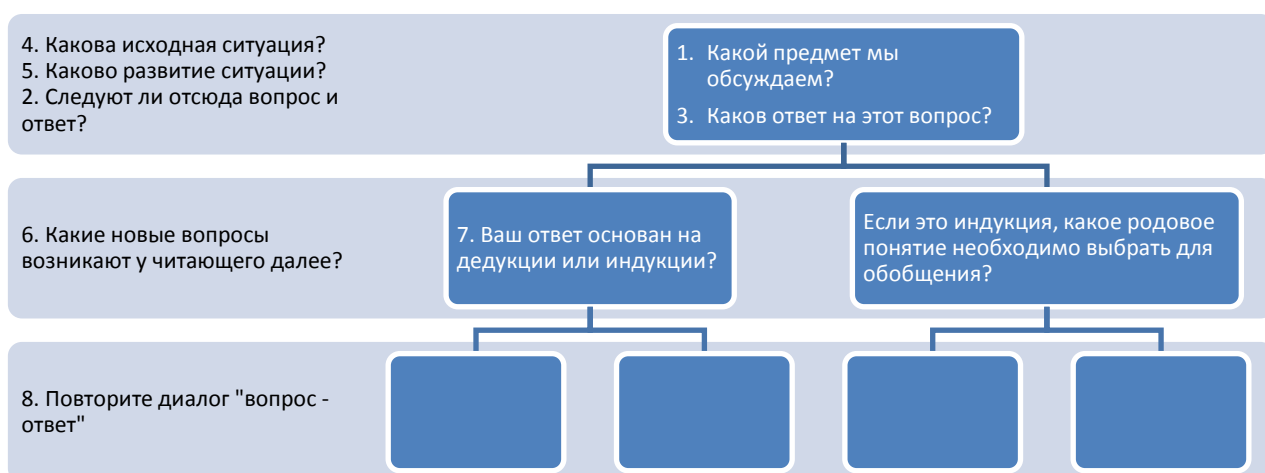 4. Какова исходная ситуация?
5. Каково развитие ситуации?
2. Следуют ли отсюда вопрос и
ответ?
1. Какой предмет мы
обсуждаем?
3. Каков ответ на этот вопрос?
6. Какие новые вопросы
возникают у читающего далее?
7. Ваш ответ основан на
дедукции или индукции?
Если это индукция, какое родовое
понятие необходимо выбрать для
обобщения?
8. Повторите диалог "вопрос -
ответ"